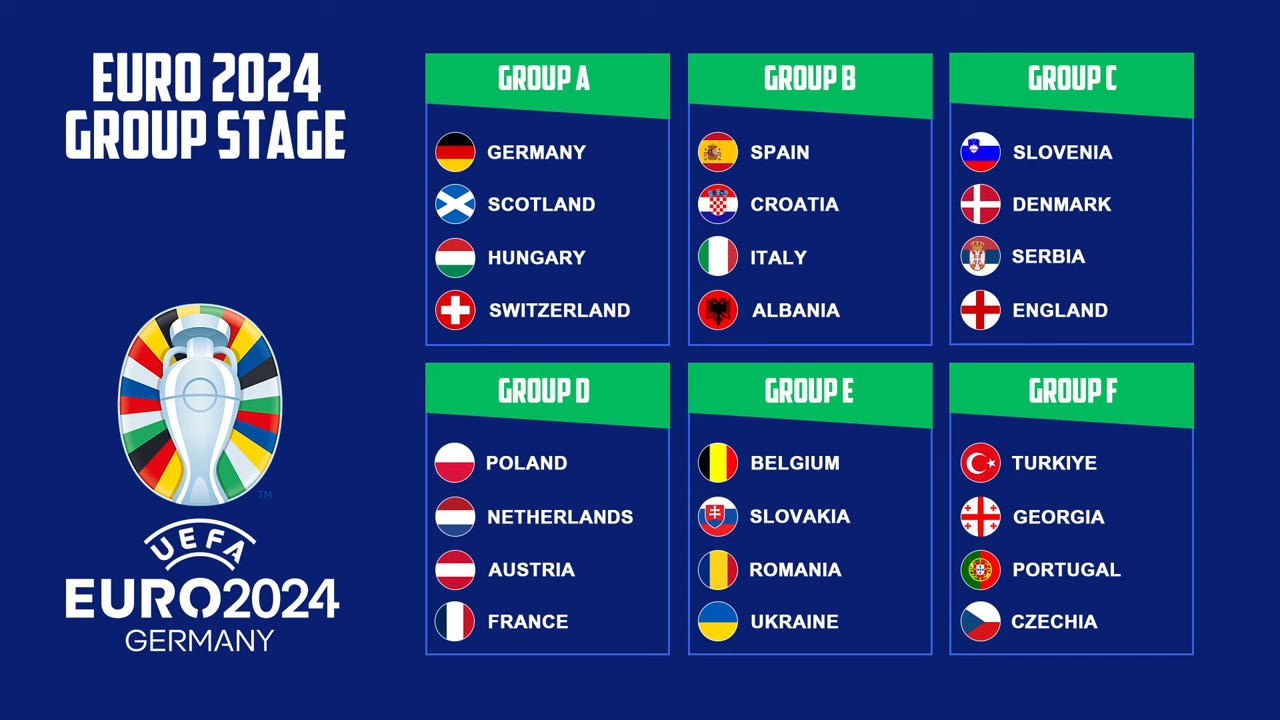 EURO 2024
GROUP STAGE
GROUP A
GERMANY
SCOTLAND
HUNGARY
SWITZERLAND
GROUP B
SPAIN
CROATIA
ITALY
ALBANIA
GROUP C
SLOVENIA
DENMARK
SERBIA
ENGLAND
GROUP D
POLAND
NETHERLANDS
AUSTRIA
FRANCE
GROUP E
BELGIUM
SLOVAKIA
ROMANIA
UKRAINE
GROUP F
TURKIYE
GEORGIA
PORTUGAL
CZECHIA
TM
UEFA
EURO2024
GERMANY